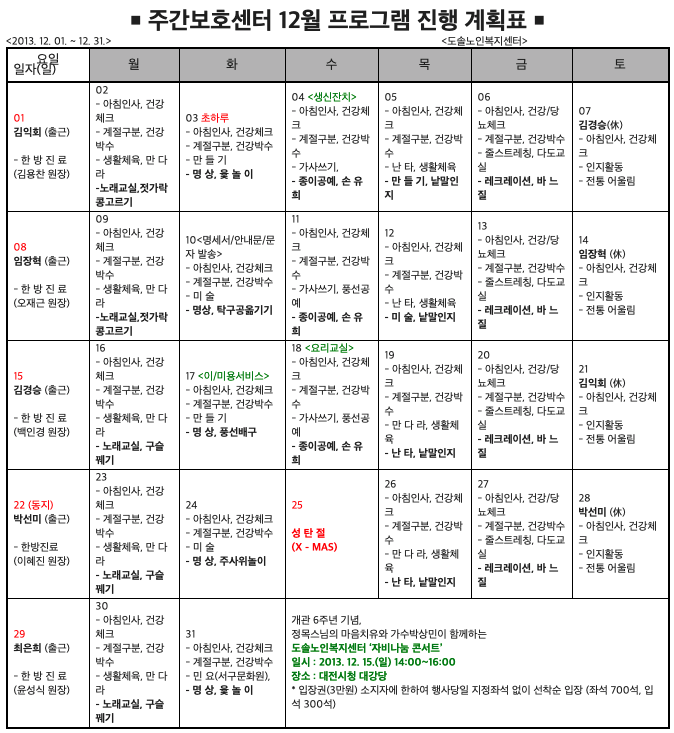 ■ 주간보호센터 12월 프로그램 진행 계획표 ■
<2013. 12. 01. ~ 12. 31.>
<도솔노인복지센터>
요일
일자(일)
월
화
수
목
금
토
01
김익희 (출근)
- 한 방 진 료
(김용찬 원장)
02
- 아침인사, 건강
체크
- 계절구분, 건강
박수
- 생활체육, 만 다
라
-노래교실,젓가락
콩고르기
03 초하루
- 아침인사, 건강체크
- 계절구분, 건강박수
- 만 들 기
- 명 상, 윷 놀 이
04 <생신잔치>
- 아침인사, 건강체
크
- 계절구분, 건강박
수
- 가사쓰기,
- 종이공예, 손 유
희
05
- 아침인사, 건강체
크
- 계절구분, 건강박
수
- 난 타, 생활체육
- 만 들 기, 낱말인
지
06
- 아침인사, 건강/당
뇨체크
- 계절구분, 건강박수
- 줄스트레칭, 다도교
실
- 레크레이션, 바 느
질
07
김경승(休)
- 아침인사, 건강체
크
- 인지활동
- 전통 어울림
08
임장혁 (출근)
- 한 방 진 료
(오재근 원장)
09
- 아침인사, 건강
체크
- 계절구분, 건강
박수
- 생활체육, 만 다
라
-노래교실,젓가락
콩고르기
10<명세서/안내문/문
자 발송>
- 아침인사, 건강체크
- 계절구분, 건강박수
- 미 술
- 명상, 탁구공옮기기
11
- 아침인사, 건강체
크
- 계절구분, 건강박
수
- 가사쓰기, 풍선공
예
- 종이공예, 손 유
희
12
- 아침인사, 건강체
크
- 계절구분, 건강박
수
- 난 타, 생활체육
- 미 술, 낱말인지
13
- 아침인사, 건강/당
뇨체크
- 계절구분, 건강박수
- 줄스트레칭, 다도교
실
- 레크레이션, 바 느
질
14
임장혁 (休)
- 아침인사, 건강체
크
- 인지활동
- 전통 어울림
15
김경승 (출근)
- 한 방 진 료
(백인경 원장)
16
- 아침인사, 건강
체크
- 계절구분, 건강
박수
- 생활체육, 만 다
라
- 노래교실, 구슬
꿰기
17 <이/미용서비스>
- 아침인사, 건강체크
- 계절구분, 건강박수
- 만 들 기
- 명 상, 풍선배구
18 <요리교실>
- 아침인사, 건강체
크
- 계절구분, 건강박
수
- 가사쓰기, 풍선공
예
- 종이공예, 손 유
희
19
- 아침인사, 건강체
크
- 계절구분, 건강박
수
- 만 다 라, 생활체
육
- 난 타, 낱말인지
20
- 아침인사, 건강/당
뇨체크
- 계절구분, 건강박수
- 줄스트레칭, 다도교
실
- 레크레이션, 바 느
질
21
김익희 (休)
- 아침인사, 건강체
크
- 인지활동
- 전통 어울림
22 (동지)
박선미 (출근)
- 한방진료
(이혜진 원장)
23
- 아침인사, 건강
체크
- 계절구분, 건강
박수
- 생활체육, 만 다
라
- 노래교실, 구슬
꿰기
24
- 아침인사, 건강체크
- 계절구분, 건강박수
- 미 술
- 명 상, 주사위놀이
25
성 탄 절
(X - MAS)
26
- 아침인사, 건강체
크
- 계절구분, 건강박
수
- 만 다 라, 생활체
육
- 난 타, 낱말인지
27
- 아침인사, 건강/당
뇨체크
- 계절구분, 건강박수
- 줄스트레칭, 다도교
실
- 레크레이션, 바 느
질
28
박선미 (休)
- 아침인사, 건강체
크
- 인지활동
- 전통 어울림
29
최은희 (출근)
- 한 방 진 료
(윤성식 원장)
30
- 아침인사, 건강
체크
- 계절구분, 건강
박수
- 생활체육, 만 다
라
- 노래교실, 구슬
꿰기
31
- 아침인사, 건강체크
- 계절구분, 건강박수
- 민 요(서구문화원),
- 명 상, 윷 놀 이
개관 6주년 기념,
정목스님의 마음치유와 가수박상민이 함께하는
도솔노인복지센터 '자비나눔 콘서트'
일시 : 2013. 12. 15.(일) 14:00~16:00
장소 : 대전시청 대강당
* 입장권(3만원) 소지자에 한하여 행사당일 지정좌석 없이 선착순 입장 (좌석 700석, 입
석 300석)